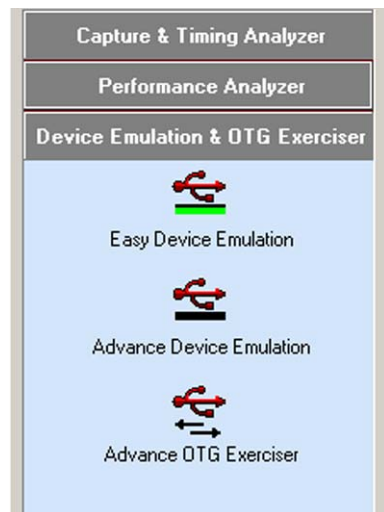 Capture & Timing Analyzer
Performance Analyzer
Device Emulation & OTG Exerciser
Easy Device Emulation
Advance Device Emulation
Advance OTG Exerciser